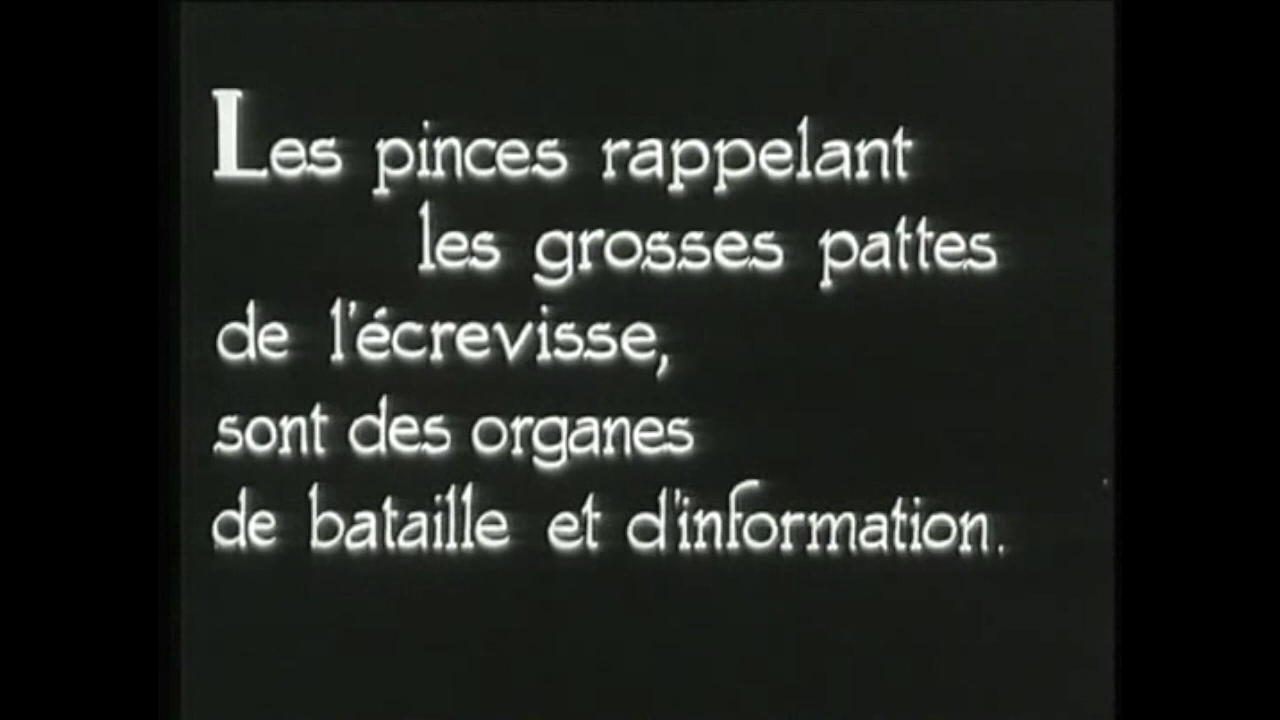 Les pinces rappelant
les grosses pattes
de l'écrevisse,
sont des organes
de bataille et d'information.